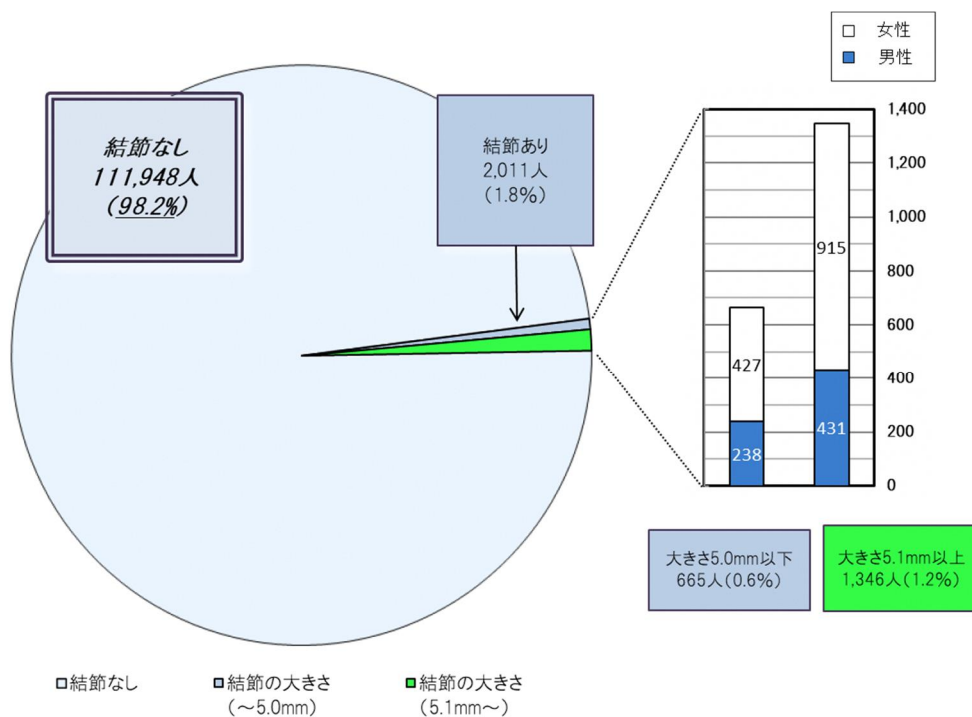 女性
男性
結節なし
111,948人
(98.2%)
結節あり
2,011人
(1.8%)
1,400
1,200
1,000
800
600
400
200
0
915
427
431
238
大きさ5.0mm以下
665人(0.6%)
大きさ5.1mm以上
1,346人(1.2%)
結節なし
結節の大きさ
(～5.0mm)
結節の大きさ
(5.1mm～)